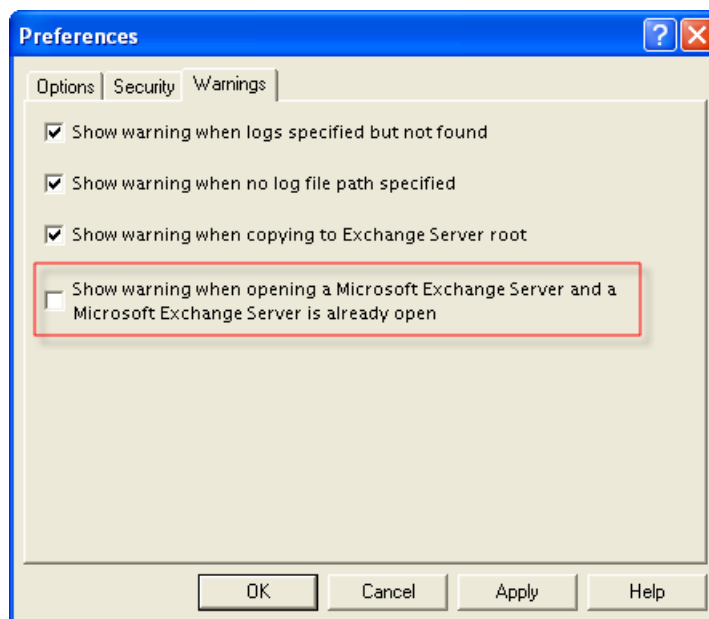 Preferences
Options Security Warnings
Show warning when logs specified but not found
Show warning when no log file path specified
Show warning when copying to Exchange Server root
Show warning when opening a Microsoft Exchange Server and a
Microsoft Exchange Server is already open
OK Cancel Apply Help